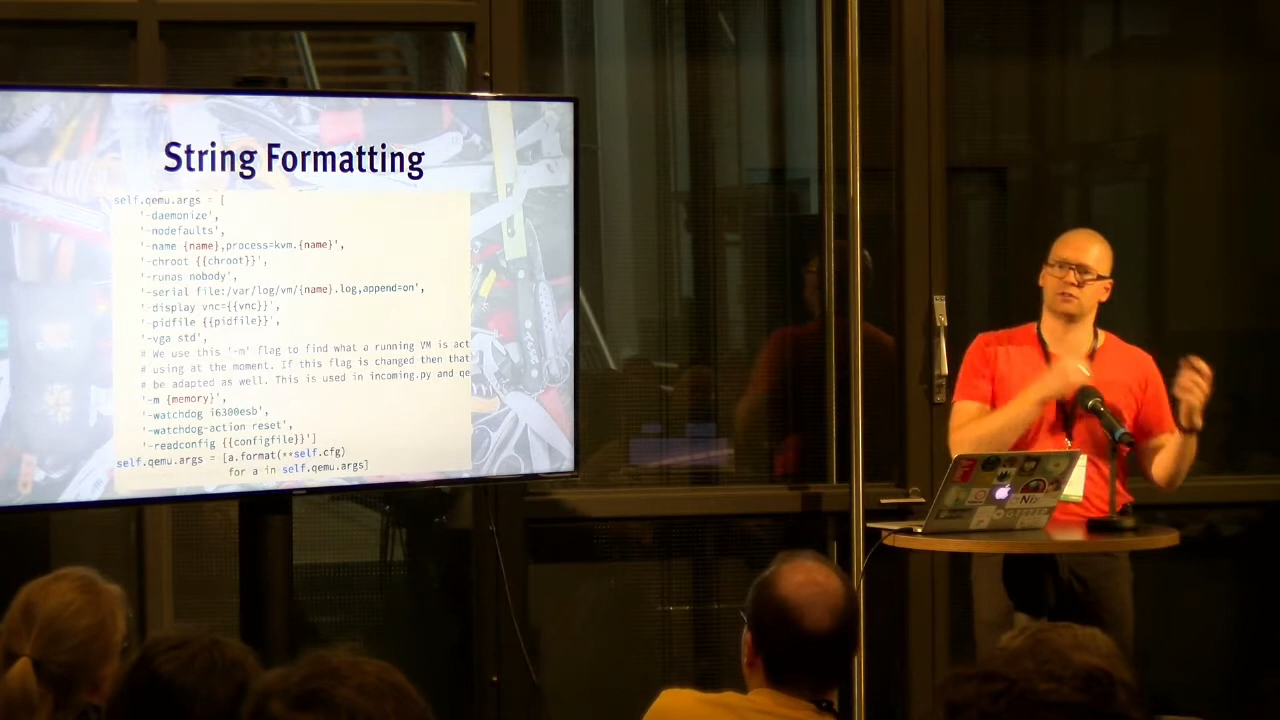 String Formatting
self.qemu.args = [
'-daemonize',
'-nodefaults',
'-name {name},process=kvm.{name}',
'-chroot {{chroot}}',
'-runas nobody',
'-serial file:/var/log/vm/{name}.log,append=on',
'-display vnc={{vnc}}',
'-pidfile {{pidfile}}',
'-vga std',
# We use this '-m' flag to find what a running VM is act
# using at the moment. If this flag is changed then that
# be adapted as well. This is used in incoming.py and qe
'-m {memory}',
'-watchdog i6300esb',
'-watchdog-action reset',
'-readconfig {{configfile}}']
self.qemu.args = [a.format(**self.cfg)
for a in self.qemu.args]
Nix